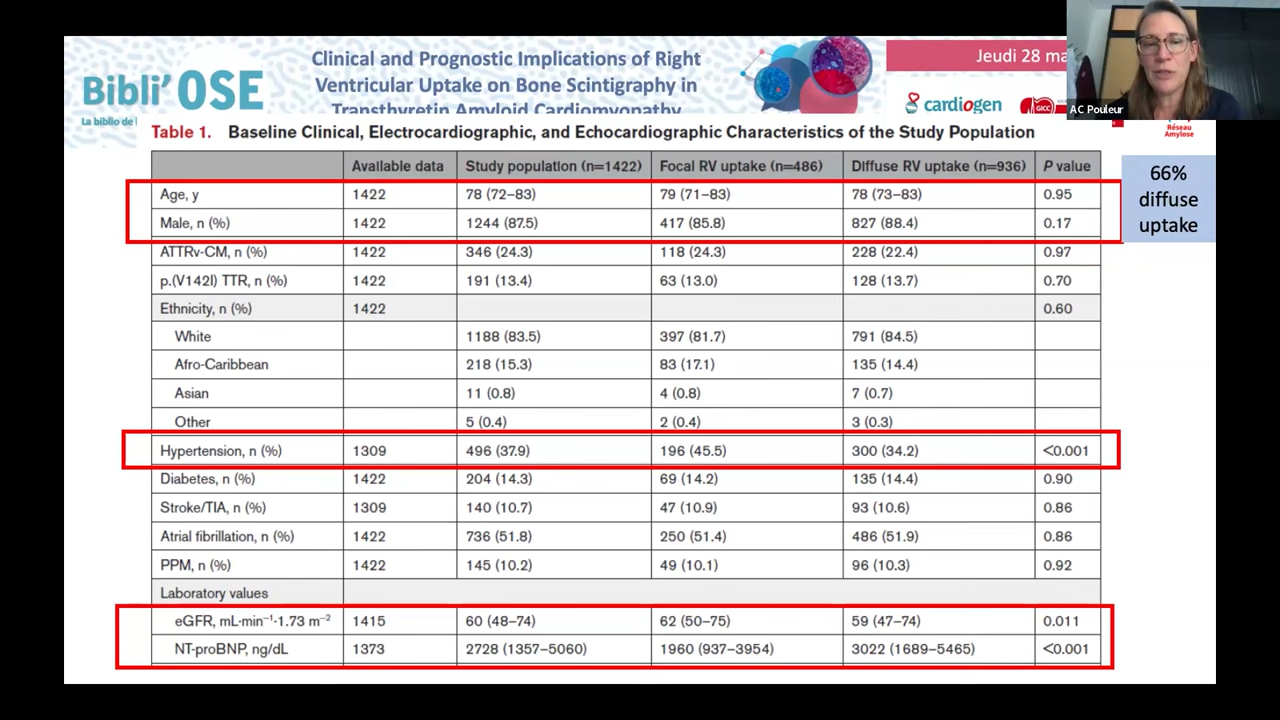 Clinical and Prognostic Implications of Right
Ventricular Uptake on Bone Scintigraphy in
Transthyretin Amyloid Cardiomyopathy
Bibli'OSE
La biblio de l
Jeudi 28 ma
cardiogen
GICC
Réseau
Amylose
AC Pouleur
Table 1. Baseline Clinical, Electrocardiographic, and Echocardiographic Characteristics of the Study Population
Available data Study population (n=1422) Focal RV uptake (n=486) Diffuse RV uptake (n=936) P value
Age, y 1422 78 (72–83) 79 (71–83) 78 (73–83) 0.95
Male, n (%) 1422 1244 (87.5) 417 (85.8) 827 (88.4) 0.17
ATTRv-CM, n (%) 1422 346 (24.3) 118 (24.3) 228 (22.4) 0.97
p.(V142I) TTR, n (%) 1422 191 (13.4) 63 (13.0) 128 (13.7) 0.70
Ethnicity, n (%) 1422 0.60
White 1188 (83.5) 397 (81.7) 791 (84.5)
Afro-Caribbean 218 (15.3) 83 (17.1) 135 (14.4)
Asian 11 (0.8) 4 (0.8) 7 (0.7)
Other 5 (0.4) 2 (0.4) 3 (0.3)
Hypertension, n (%) 1309 496 (37.9) 196 (45.5) 300 (34.2) <0.001
Diabetes, n (%) 1422 204 (14.3) 69 (14.2) 135 (14.4) 0.90
Stroke/TIA, n (%) 1309 140 (10.7) 47 (10.9) 93 (10.6) 0.86
Atrial fibrillation, n (%) 1422 736 (51.8) 250 (51.4) 486 (51.9) 0.86
PPM, n (%) 1422 145 (10.2) 49 (10.1) 96 (10.3) 0.92
Laboratory values
eGFR, mL·min⁻¹·1.73 m⁻² 1415 60 (48–74) 62 (50–75) 59 (47–74) 0.011
NT-proBNP, ng/dL 1373 2728 (1357–5060) 1960 (937–3954) 3022 (1689–5465) <0.001
66%
diffuse
uptake